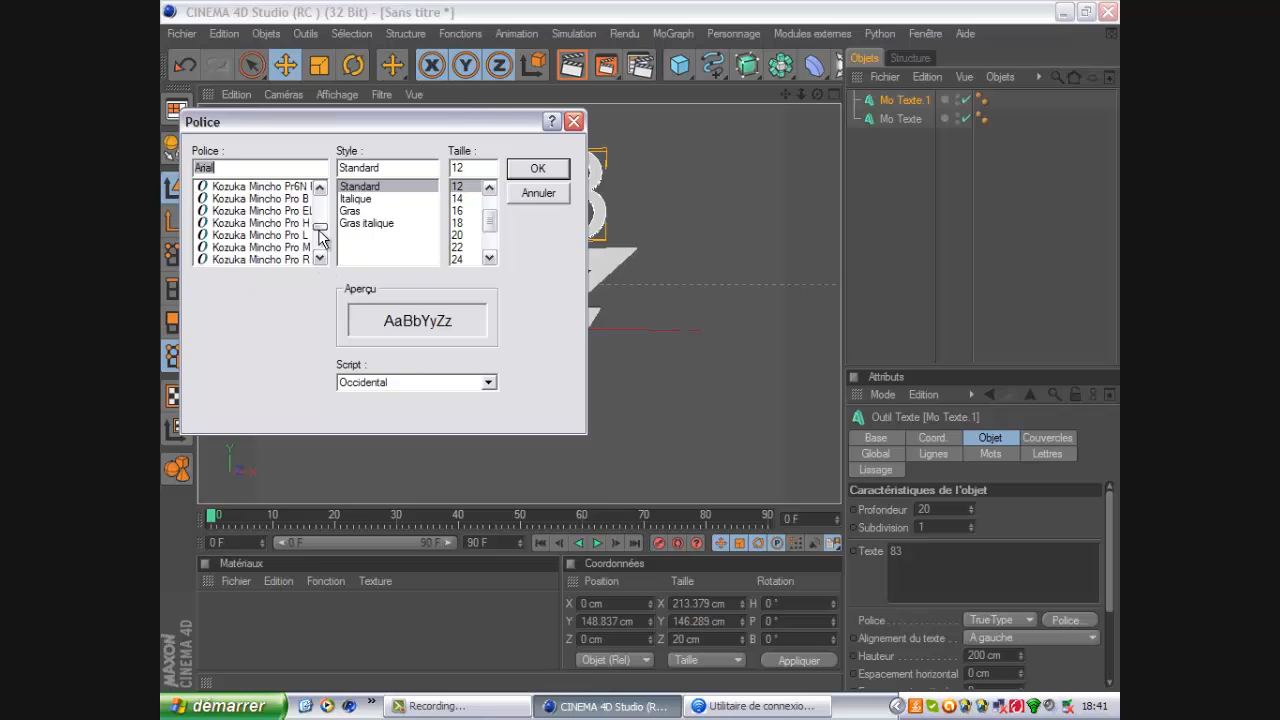 CINEMA 4D Studio (RC ) (32 Bit) - [Sans titre *]
Fichier Edition Outils Sélection Structure Fonctions Animation Simulation Rendu MoGraph Personnage Modules externes Python Fenêtre Aide
X Y Z
Objets Structure
Fichier Edition Vue Objets
Mo Texte.1
Mo Texte
Edition Caméras Affichage Filtre Vue
Police
Police : Style : Taille :
Arial Standard 12 OK
Kozuka Mincho Pr6N Standard 12
Annuler
Kozuka Mincho Pro B Italique 14
Kozuka Mincho Pro EL Gras 16
Kozuka Mincho Pro H Gras italique 18
Kozuka Mincho Pro L 20
Kozuka Mincho Pro M 22
Kozuka Mincho Pro R 24
Aperçu
AaBbYyZz
Script :
Occidental
Y
Z X
Attributs
Mode Edition
Outil Texte [Mo Texte.1]
Base Coord. Objet Couvercles
Global Lignes Mots Lettres
Lissage
Caractéristiques de l'objet
Profondeur 20
Subdivision 1
Texte 83
Police TrueType Police...
Alignement du texte A gauche
Hauteur 200 cm
Espacement horizontal 0 cm
0 10 20 30 40 50 60 70 80 90 0 F
0 F 0 F 90 F 90 F
Matériaux
Fichier Edition Fonction Texture
Coordonnées
Position Taille Rotation
X 0 cm X 213.379 cm H 0 °
Y 148.837 cm Y 146.289 cm P 0 °
Z 0 cm Z 20 cm B 0 °
Objet (Rel) Taille Appliquer
MAXON
CINEMA 4D
démarrer Recording... CINEMA 4D Studio (R... Utilitaire de connexio... 18:41